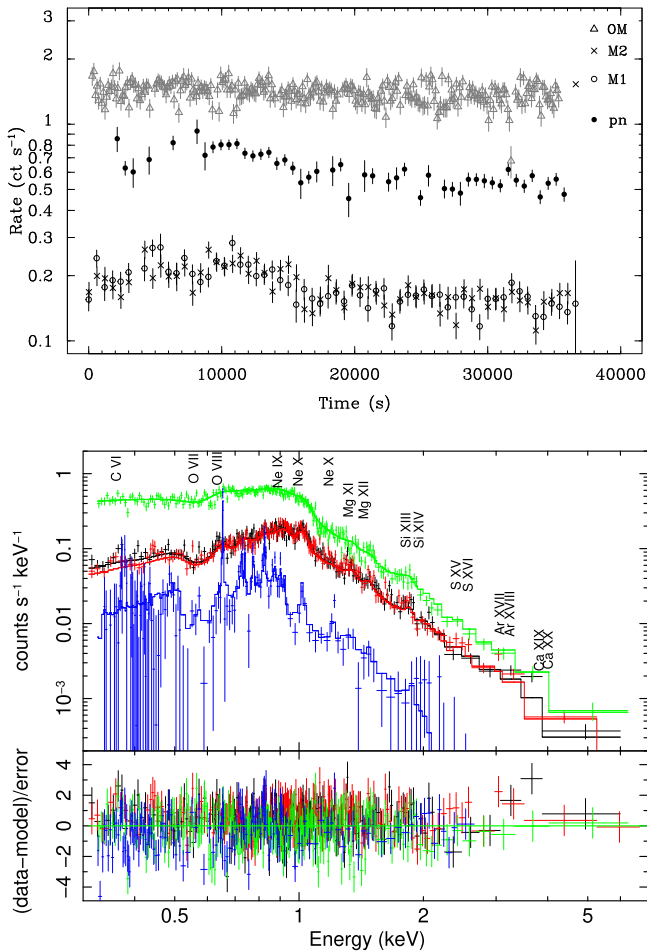 3
2
1
0.8
0.7
0.6
0.5
0.4
0.3
0.2
0.1
Rate (ct s⁻¹)
OM
M2
M1
pn
0
10000
20000
30000
40000
Time (s)
C VI
O VII
O VIII
Ne IX
Ne X
Ne X
Mg XI
Mg XII
Si XIII
Si XIV
S XV
S XVI
Ar XVII
Ar XVIII
Ca XIX
Ca XX
1
0.1
0.01
10⁻³
counts s⁻¹ keV⁻¹
4
2
0
-2
-4
(data-model)/error
0.5
1
2
5
Energy (keV)